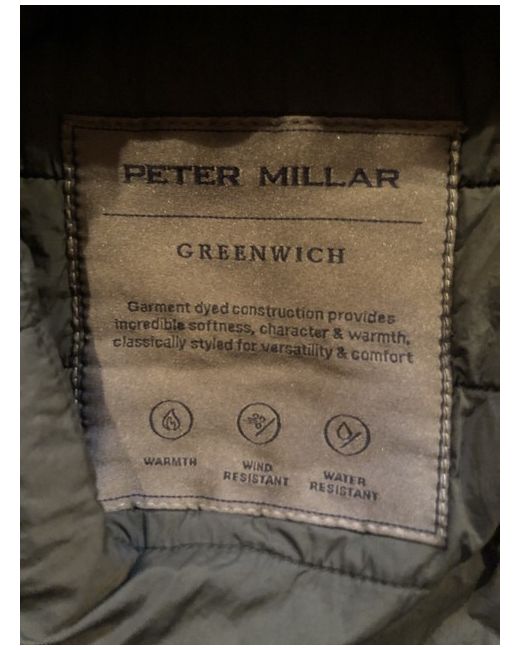 PETER MILLAR
GREENWICH
Garment dyed construction provides
incredible softness, character & warmth,
classically styled for versatility & comfort
WARMTH
WIND
RESISTANT
WATER
RESISTANT